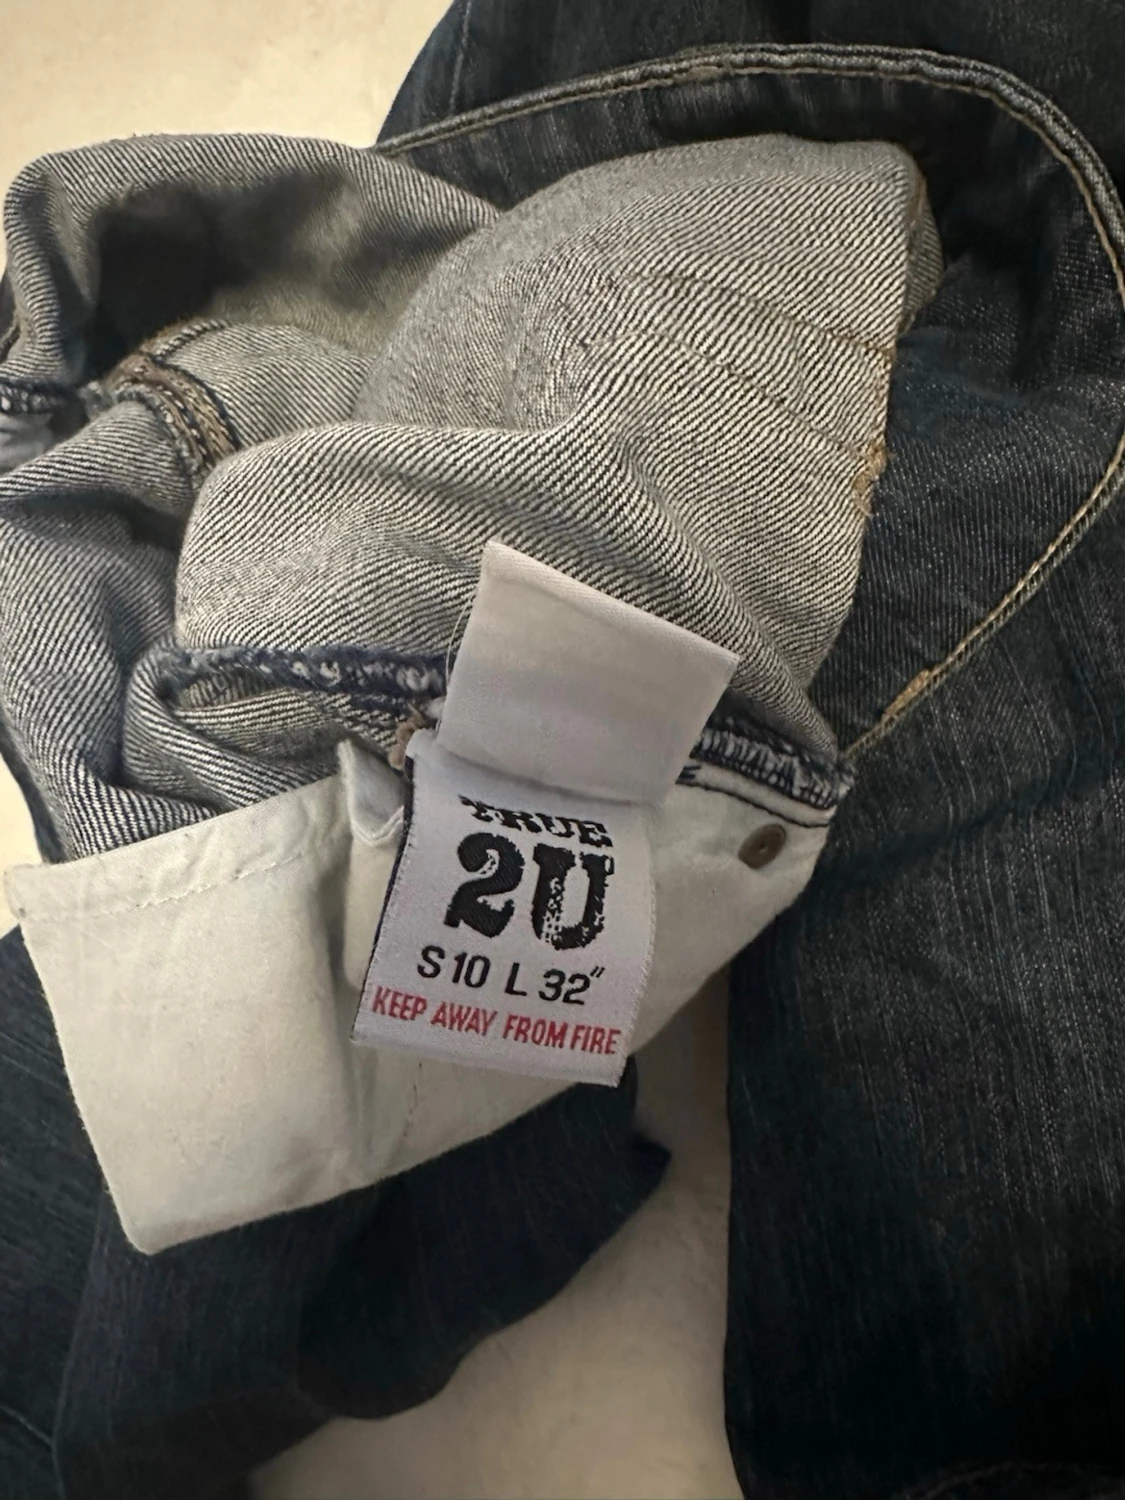 TRUE
2U
S 10 L 32"
KEEP AWAY FROM FIRE